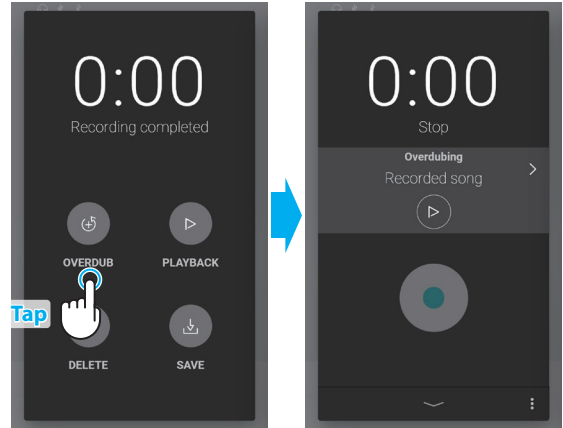 0:00
Recording completed
OVERDUB
PLAYBACK
Tap
DELETE
SAVE
0:00
Stop
Overdubing
Recorded song